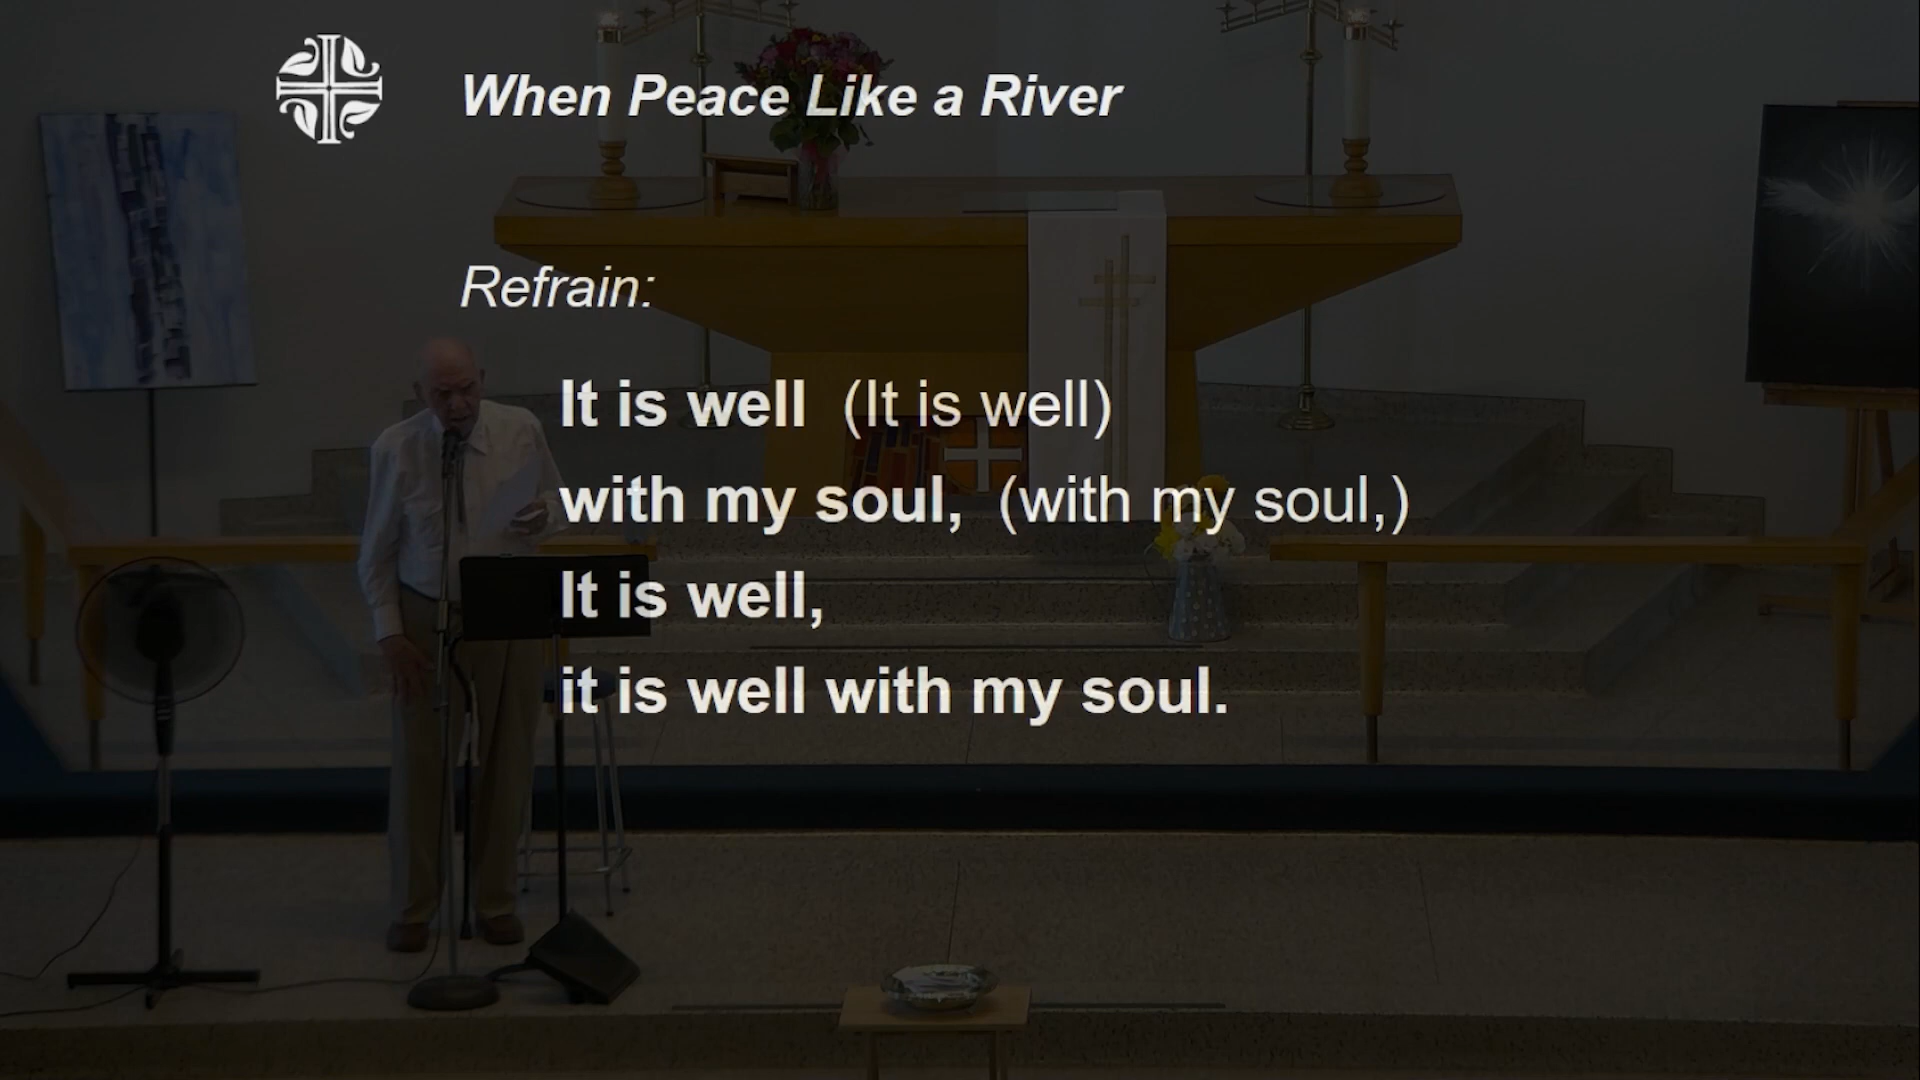 When Peace Like a River
Refrain:
It is well (It is well)
with my soul, (with my soul,)
It is well,
it is well with my soul.